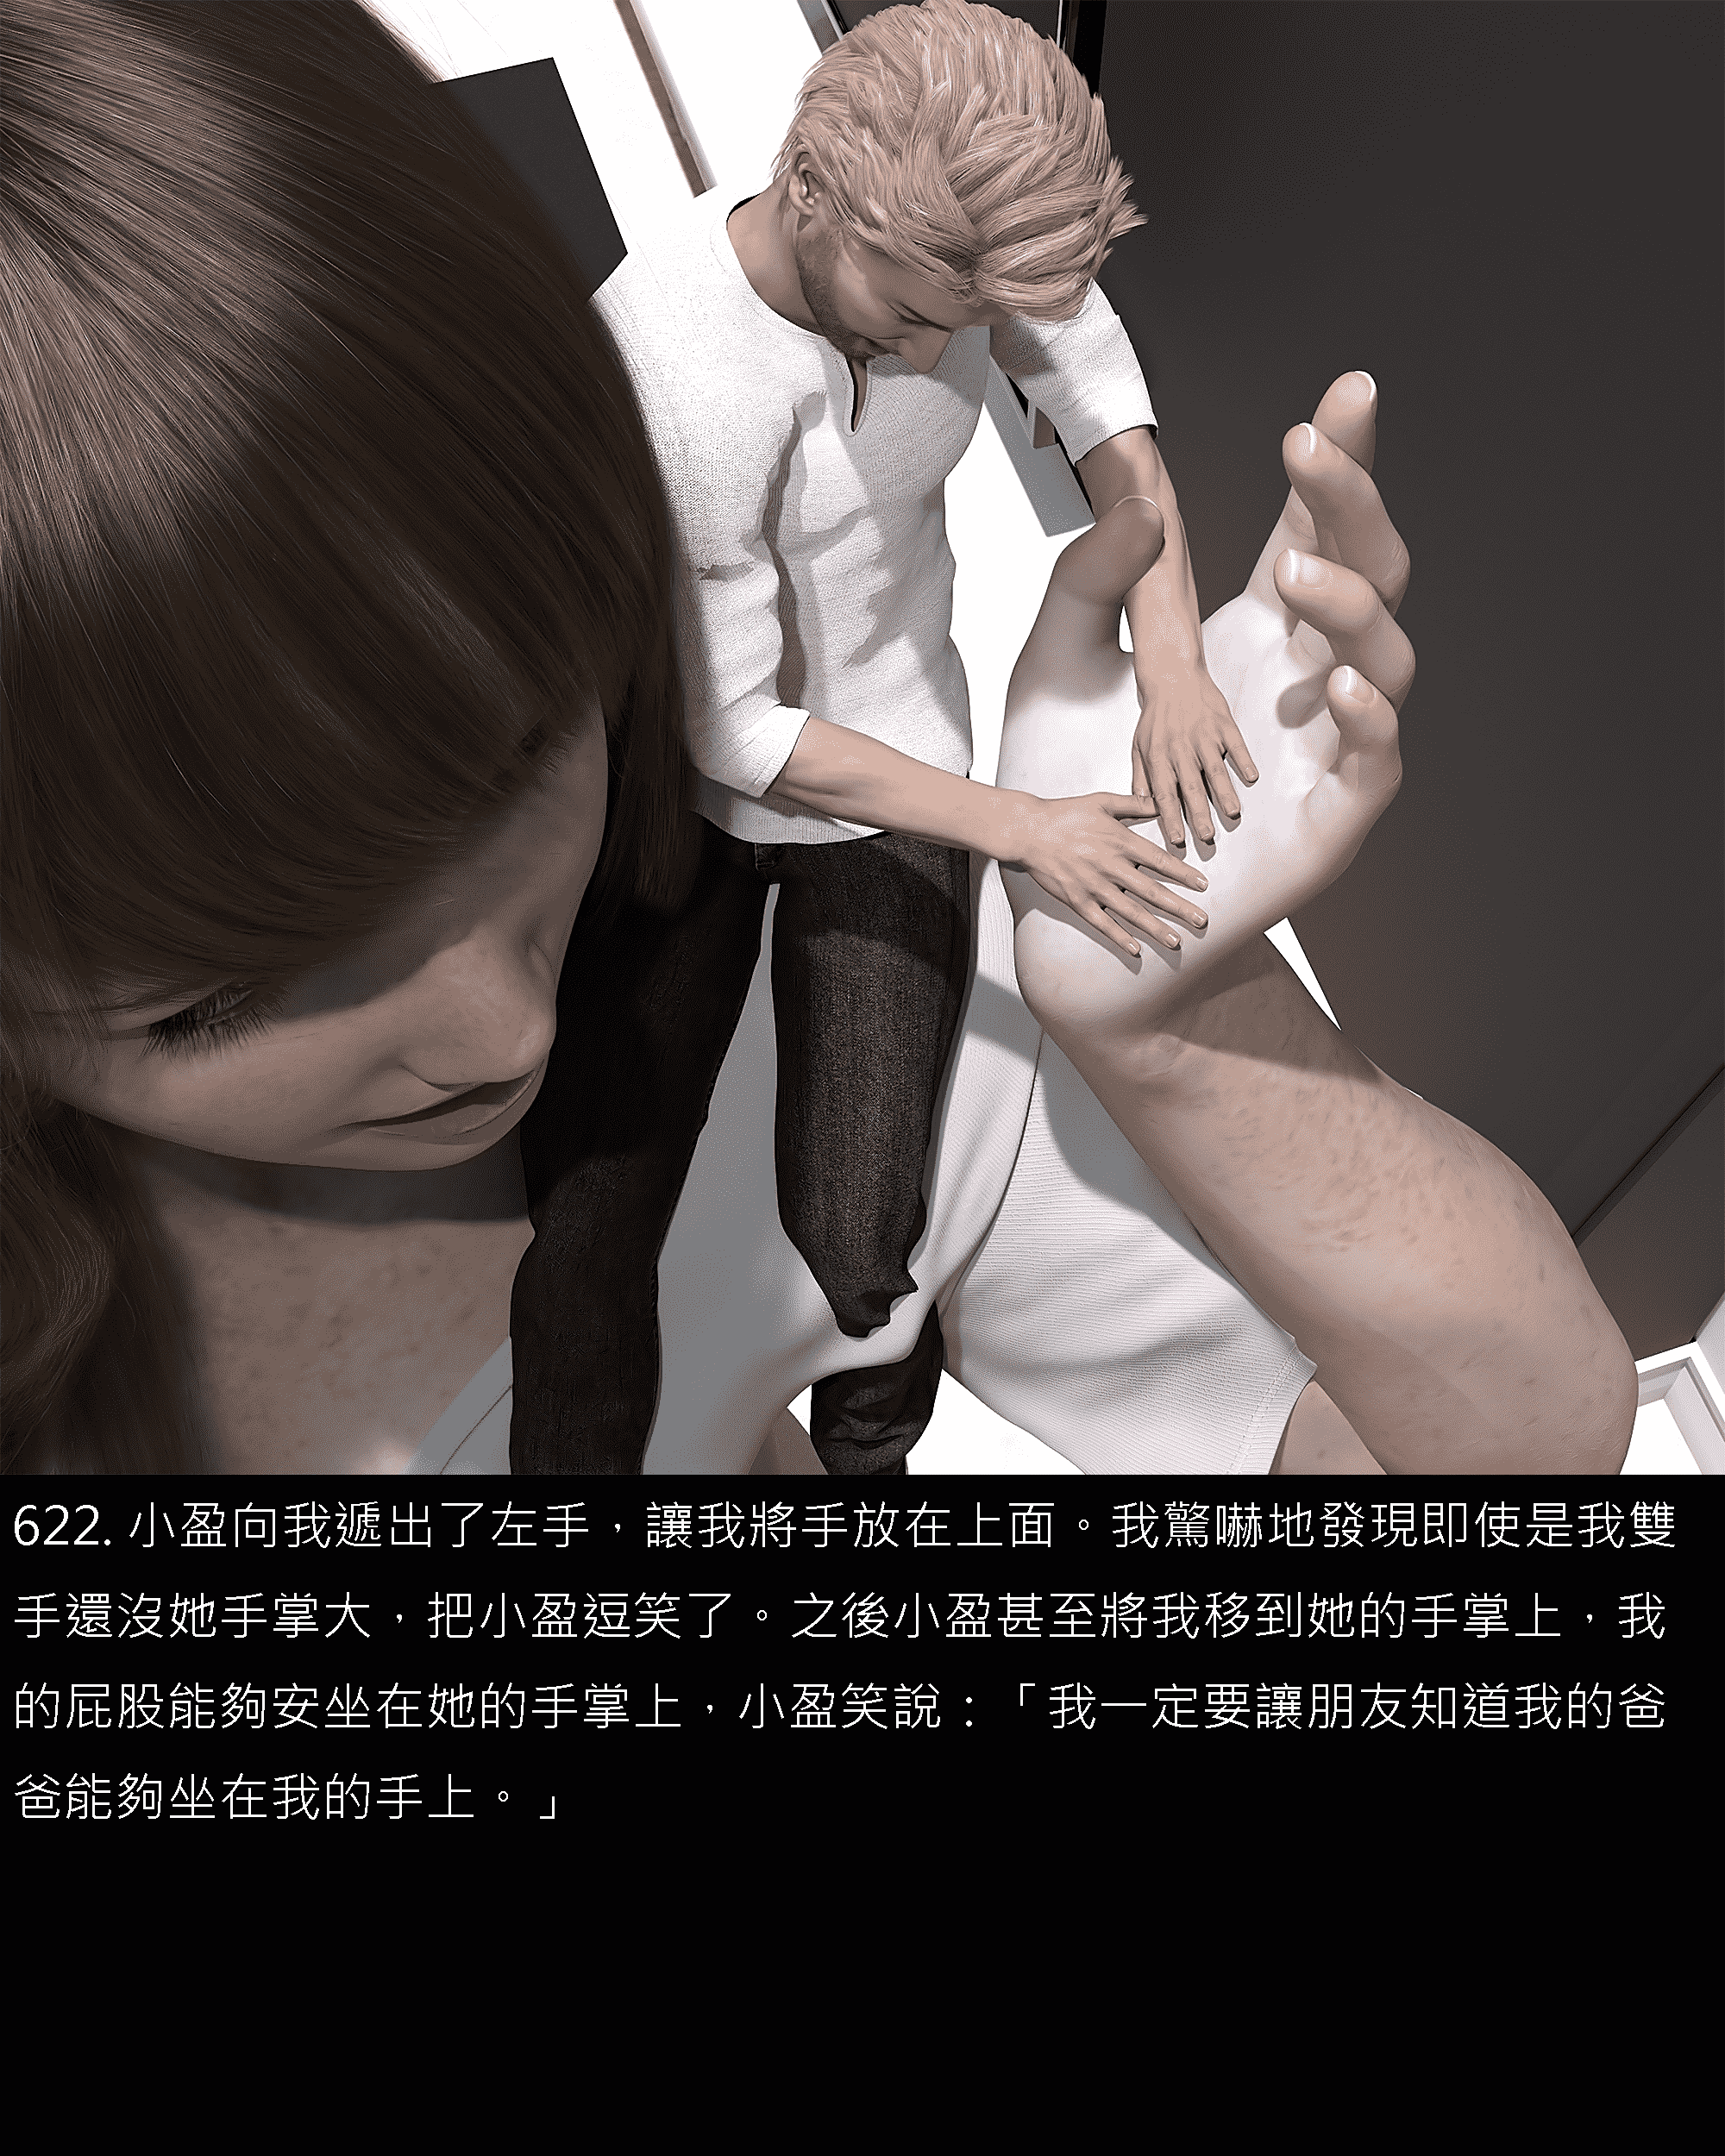 622. 小盈向我遞出了左手，讓我將手放在上面。我驚嚇地發現即使是我雙
手還沒她手掌大，把小盈逗笑了。之後小盈甚至將我移到她的手掌上，我
的屁股能夠安坐在她的手掌上，小盈笑說：「我一定要讓朋友知道我的爸
爸能夠坐在我的手上。」